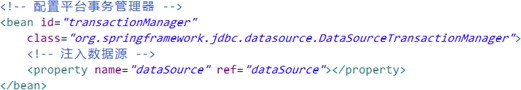 <!-- 配置平台事务管理器 -->
<bean id="transactionManager"
class="org.springframework.jdbc.datasource.DataSourceTransactionManager">
<!-- 注入数据源 -->
<property name="dataSource" ref="dataSource"></property>
</bean>